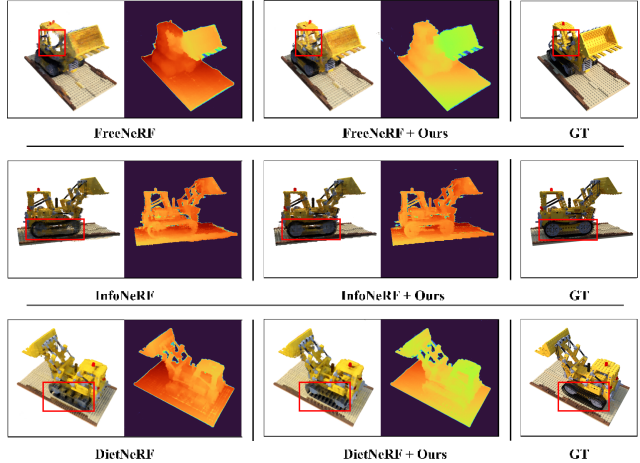 FreeNeRF FreeNeRF + Ours GT
InfoNeRF InfoNeRF + Ours GT
DietNeRF DietNeRF + Ours GT